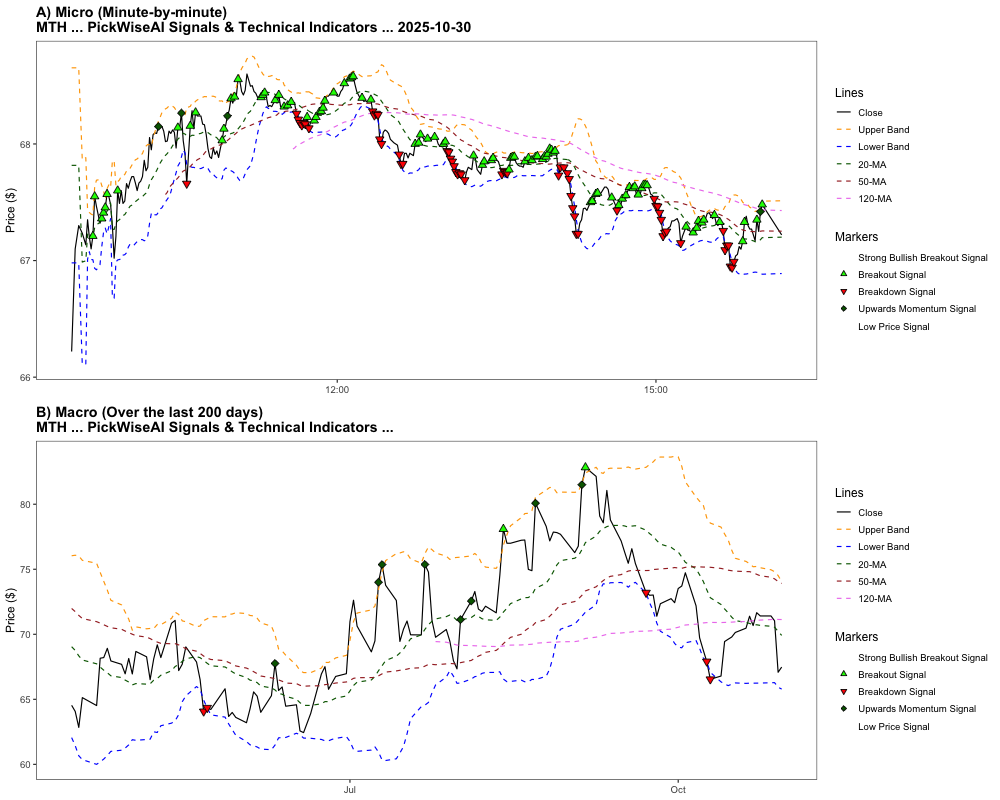 A) Micro (Minute-by-minute)
MTH ... PickWiseAI Signals & Technical Indicators ... 2025-10-30
Price ($)
68
67
66
12:00
15:00
Lines
Close
Upper Band
Lower Band
20-MA
50-MA
120-MA
Markers
Strong Bullish Breakout Signal
Breakout Signal
Breakdown Signal
Upwards Momentum Signal
Low Price Signal
B) Macro (Over the last 200 days)
MTH ... PickWiseAI Signals & Technical Indicators ...
Price ($)
80
75
70
65
60
Jul
Oct
Lines
Close
Upper Band
Lower Band
20-MA
50-MA
120-MA
Markers
Strong Bullish Breakout Signal
Breakout Signal
Breakdown Signal
Upwards Momentum Signal
Low Price Signal